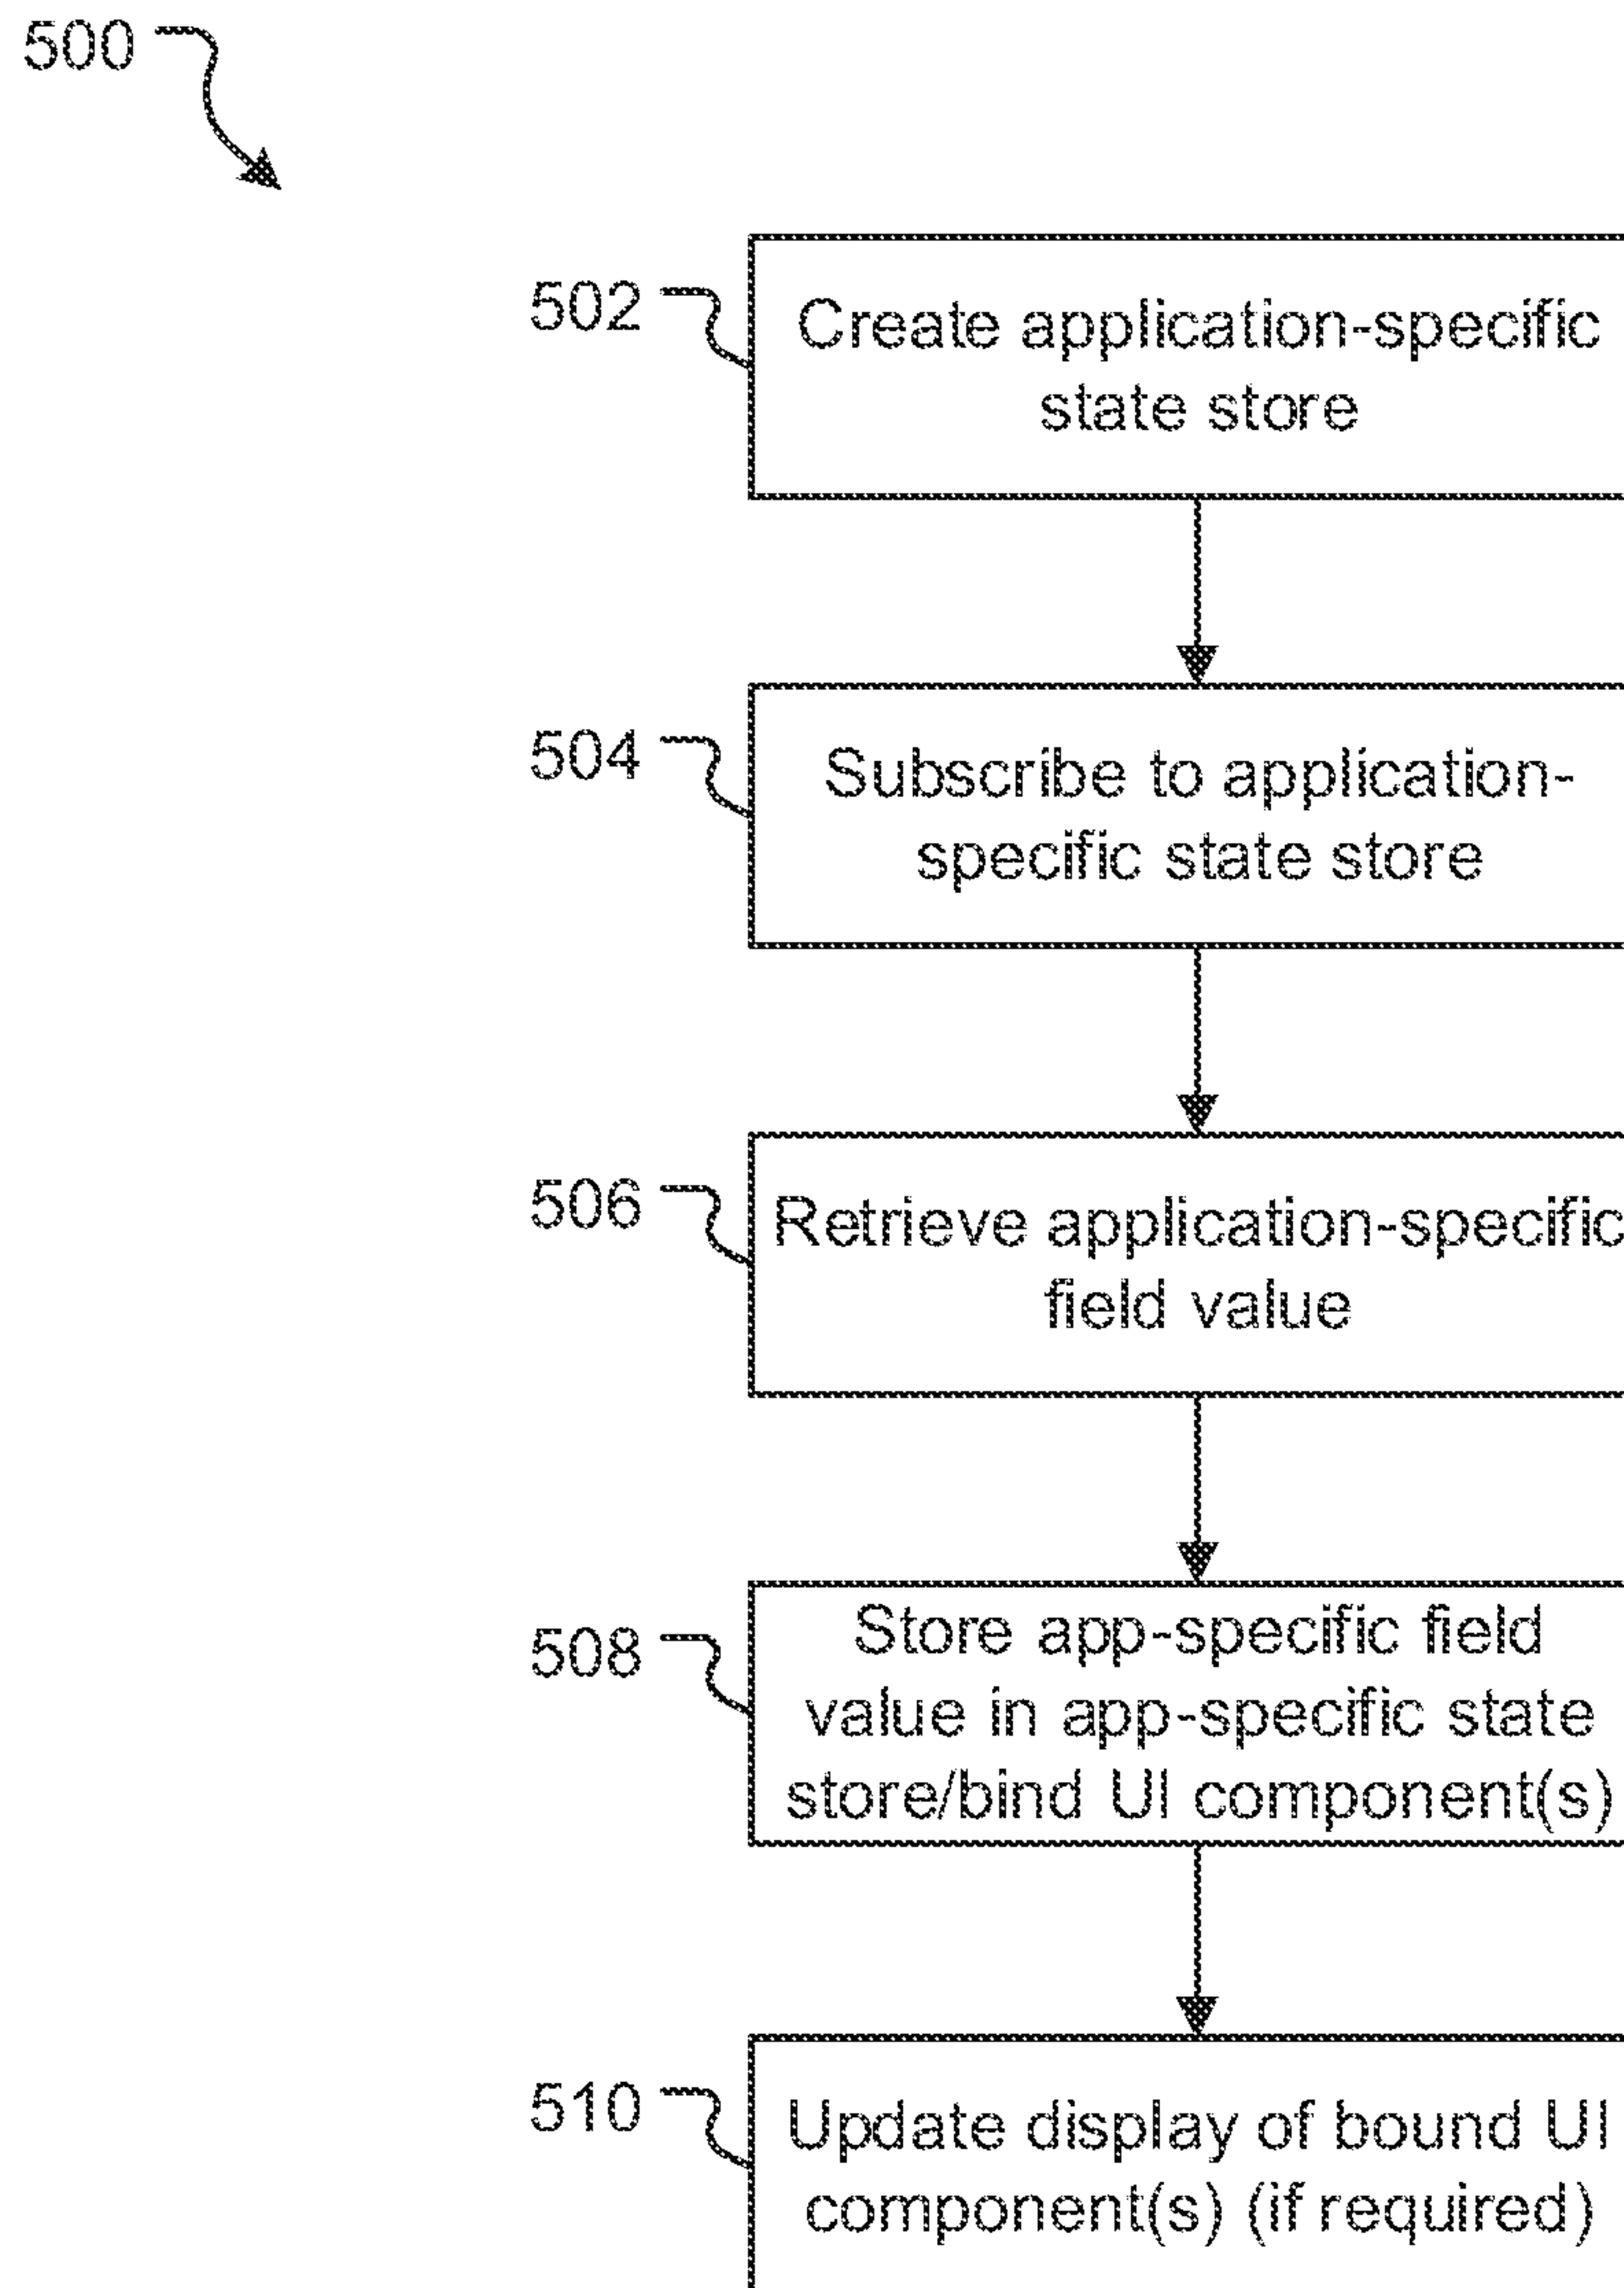 500
502
Create application-specific
state store
504
Subscribe to application-
specific state store
506
Retrieve application-specific
field value
508
Store app-specific field
value in app-specific state
store/bind UI component(s)
510
Update display of bound UI
component(s) (if required)